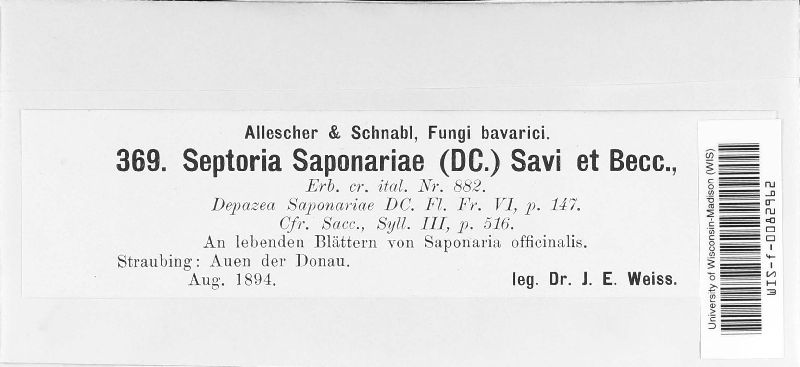 Allescher & Schnabl, Fungi bavarici.
369. Septoria Saponariae (DC.) Savi et Becc.,
Erb. cr. ital. Nr. 882.
Depazea Saponariae DC. Fl. Fr. VI, p. 147.
Cfr. Sacc., Syll. III, p. 516.
An lebenden Blättern von Saponaria officinalis.
Straubing: Auen der Donau.
Aug. 1894.
leg. Dr. J. E. Weiss.
University of Wisconsin-Madison (WIS)
WIS-f-0082962